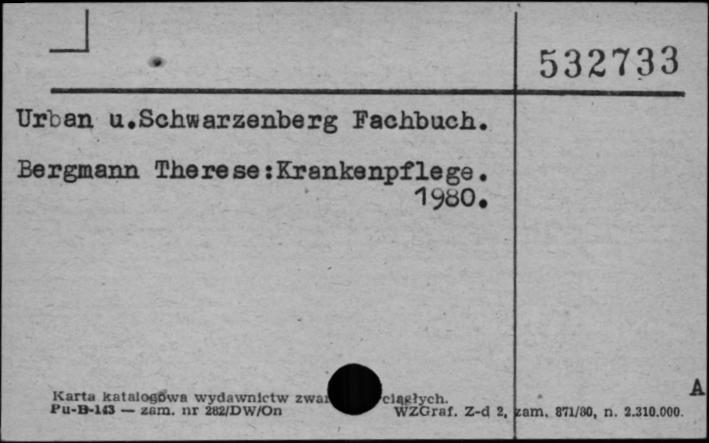 532733
Urban u.Schwarzenberg Fachbuch.
Bergmann Therese:Krankenpflege.
1980.
A
Karta katalogowa wydawnictw ciągłych.
Pu-B-143 — zam. nr 282/DW/On WZGraf. Z-d 2, zam. 871/80, n. 2.310.000.